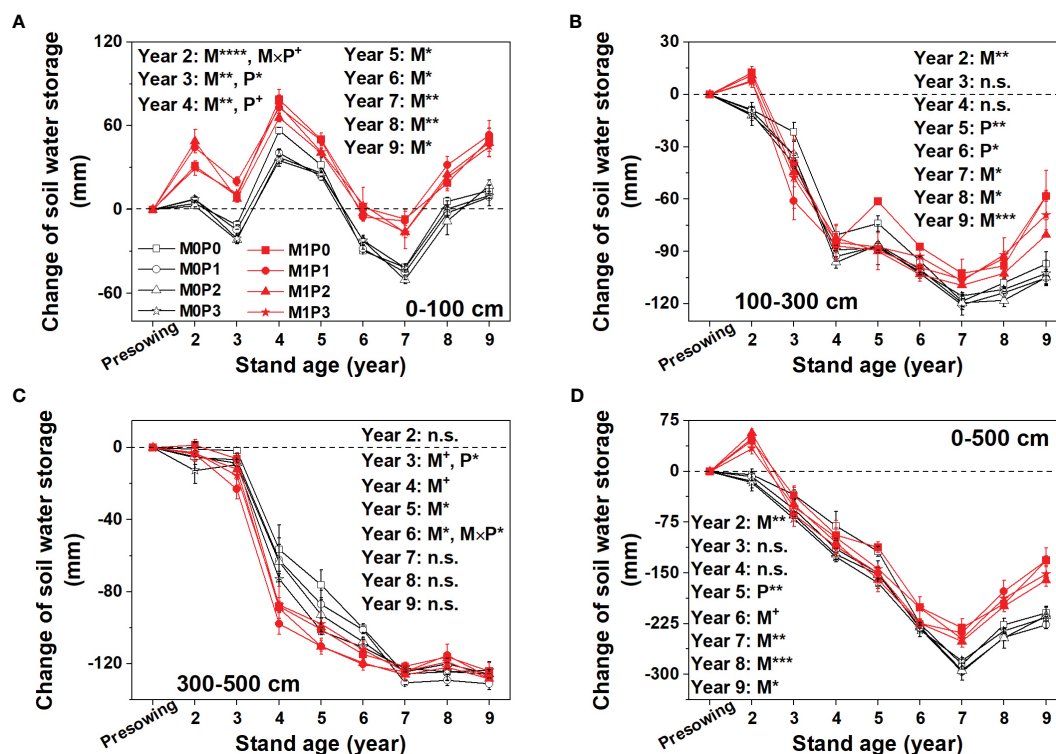 A
Change of soil water storage
(mm)
120
60
0
-60
Year 2: M****, M×P⁺
Year 3: M**, P*
Year 4: M**, P⁺
Year 5: M*
Year 6: M*
Year 7: M**
Year 8: M**
Year 9: M*
M0P0
M0P1
M0P2
M0P3
M1P0
M1P1
M1P2
M1P3
0-100 cm
Presowing 2 3 4 5 6 7 8 9
Stand age (year)
B
Change of soil water storage
(mm)
30
0
-30
-60
-90
-120
Year 2: M**
Year 3: n.s.
Year 4: n.s.
Year 5: P**
Year 6: P*
Year 7: M*
Year 8: M*
Year 9: M***
100-300 cm
Presowing 2 3 4 5 6 7 8 9
Stand age (year)
C
Change of soil water storage
(mm)
0
-40
-80
-120
Year 2: n.s.
Year 3: M⁺, P*
Year 4: M⁺
Year 5: M*
Year 6: M*, M×P*
Year 7: n.s.
Year 8: n.s.
Year 9: n.s.
300-500 cm
Presowing 2 3 4 5 6 7 8 9
Stand age (year)
D
Change of soil water storage
(mm)
75
0
-75
-150
-225
-300
0-500 cm
Year 2: M**
Year 3: n.s.
Year 4: n.s.
Year 5: P**
Year 6: M⁺
Year 7: M**
Year 8: M***
Year 9: M*
Presowing 2 3 4 5 6 7 8 9
Stand age (year)